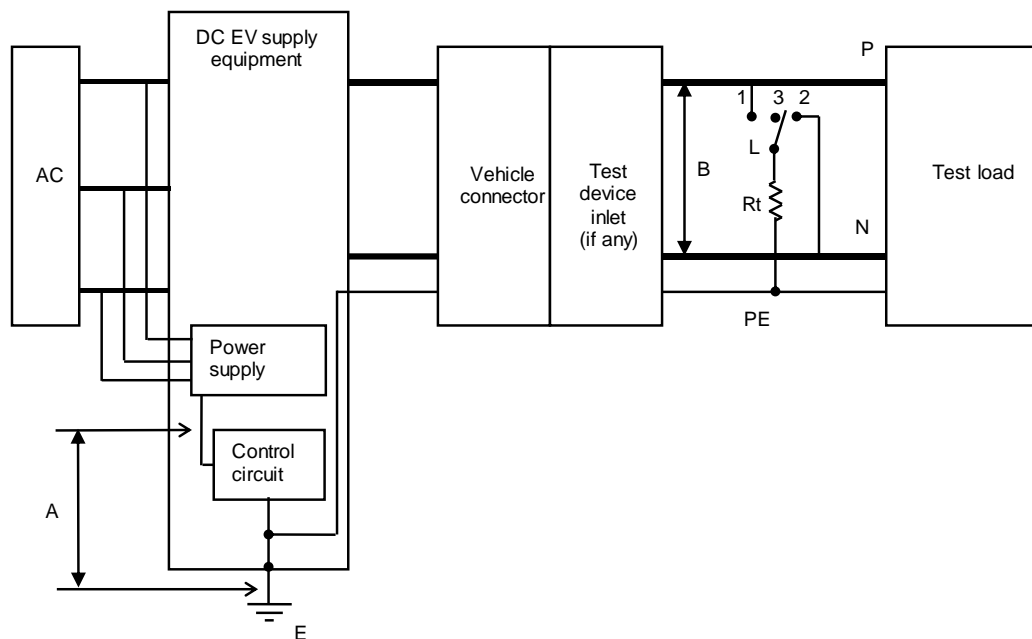 DC EV supply
equipment
P
1 3 2
AC
L
Vehicle
connector
Test
device
inlet
(if any)
B
Rt
Test load
N
PE
Power
supply
Control
circuit
A
E